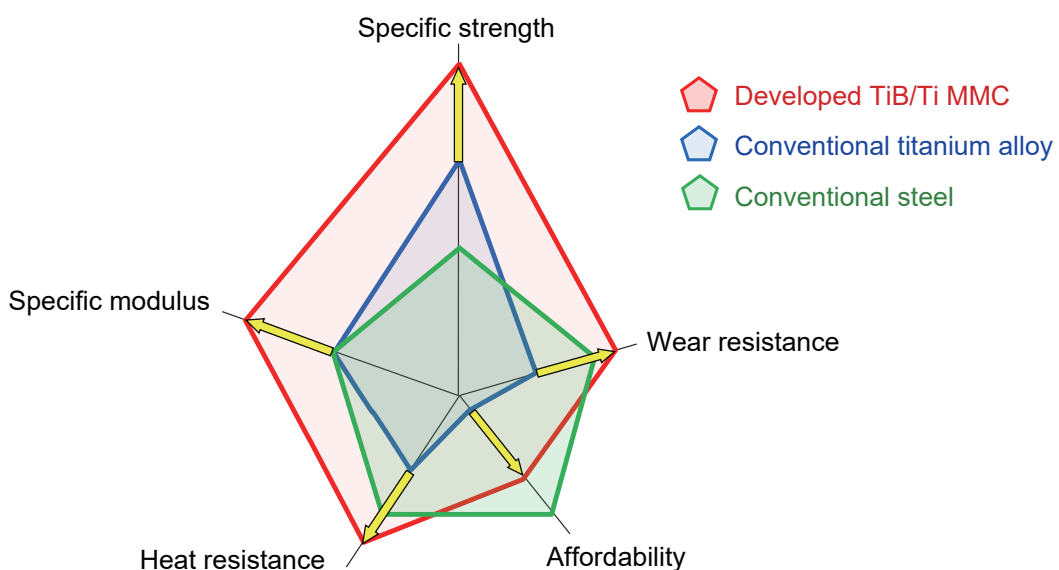 Specific strength
Developed TiB/Ti MMC
Conventional titanium alloy
Conventional steel
Specific modulus
Wear resistance
Heat resistance
Affordability